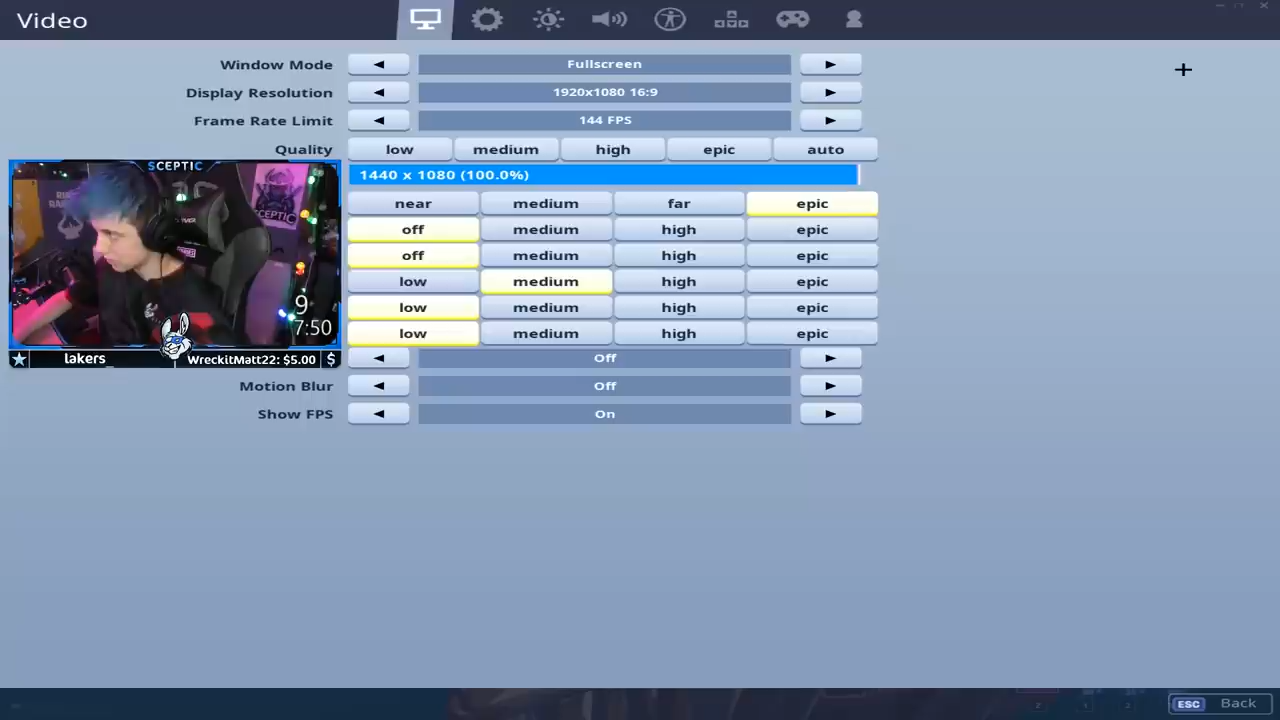 Video
Window Mode ◄ Fullscreen ►
Display Resolution ◄ 1920x1080 16:9 ►
Frame Rate Limit ◄ 144 FPS ►
Quality low medium high epic auto
1440 x 1080 (100.0%)
near medium far epic
off medium high epic
off medium high epic
low medium high epic
low medium high epic
low medium high epic
◄ Off ►
Motion Blur ◄ Off ►
Show FPS ◄ On ►
SCEPTIC
SCEPTIC
9
7:50
lakers
WreckitMatt22: $5.00 $
ESC Back